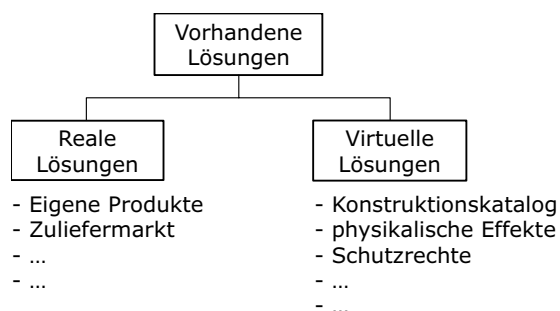 Vorhandene
Lösungen
Reale
Lösungen
- Eigene Produkte
- Zuliefermarkt
- ...
- ...
Virtuelle
Lösungen
- Konstruktionskatalog
- physikalische Effekte
- Schutzrechte
- ...
- ...